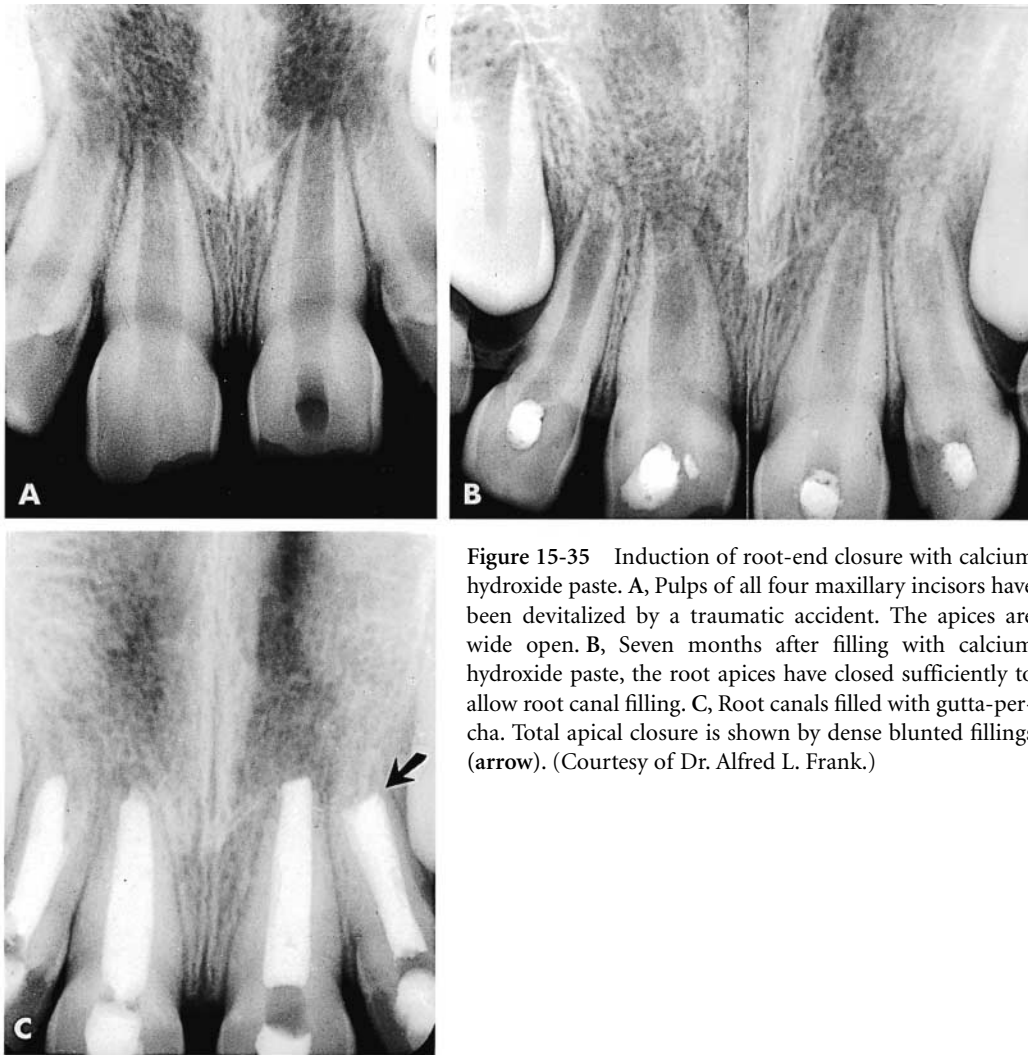 A
B
Figure 15-35 Induction of root-end closure with calcium
hydroxide paste. A, Pulps of all four maxillary incisors have
been devitalized by a traumatic accident. The apices are
wide open. B, Seven months after filling with calcium
hydroxide paste, the root apices have closed sufficiently to
allow root canal filling. C, Root canals filled with gutta-per-
cha. Total apical closure is shown by dense blunted fillings
(arrow). (Courtesy of Dr. Alfred L. Frank.)
C